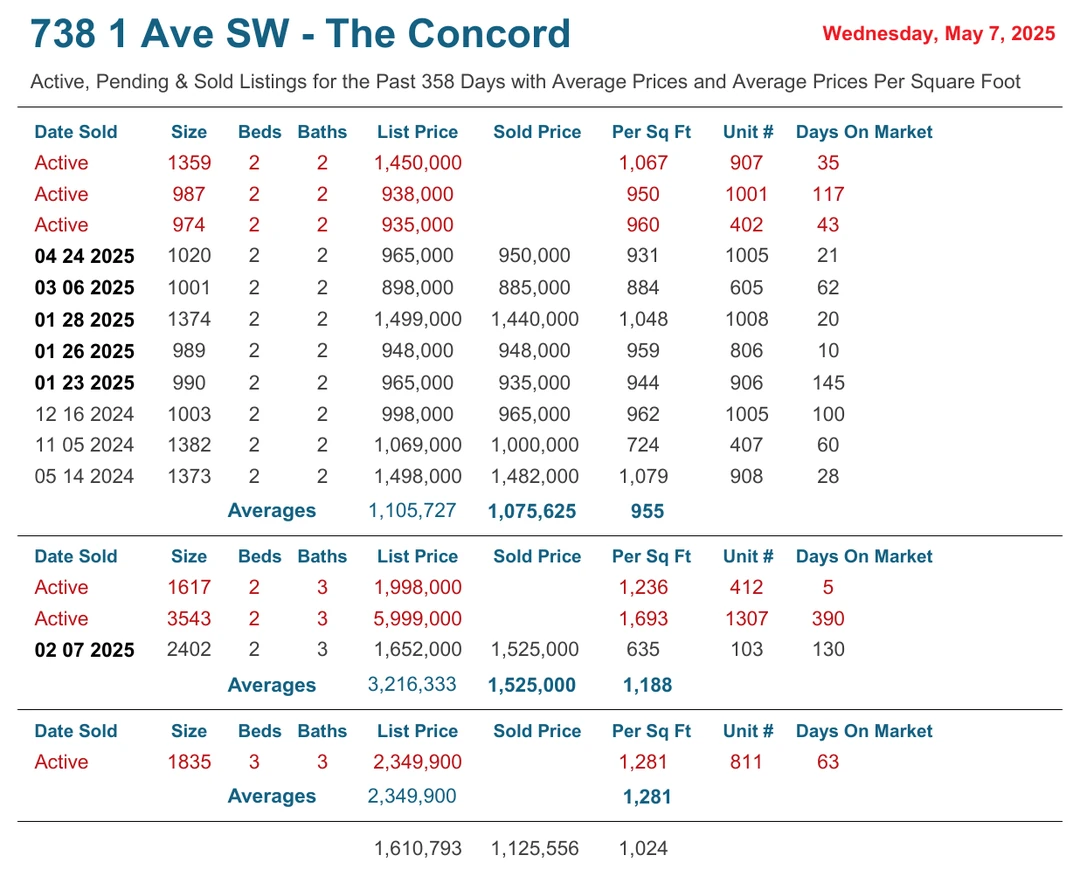 738 1 Ave SW - The Concord
Wednesday, May 7, 2025
Active, Pending & Sold Listings for the Past 358 Days with Average Prices and Average Prices Per Square Foot
Date Sold Size Beds Baths List Price Sold Price Per Sq Ft Unit # Days On Market
Active 1359 2 2 1,450,000 1,067 907 35
Active 987 2 2 938,000 950 1001 117
Active 974 2 2 935,000 960 402 43
04 24 2025 1020 2 2 965,000 950,000 931 1005 21
03 06 2025 1001 2 2 898,000 885,000 884 605 62
01 28 2025 1374 2 2 1,499,000 1,440,000 1,048 1008 20
01 26 2025 989 2 2 948,000 948,000 959 806 10
01 23 2025 990 2 2 965,000 935,000 944 906 145
12 16 2024 1003 2 2 998,000 965,000 962 1005 100
11 05 2024 1382 2 2 1,069,000 1,000,000 724 407 60
05 14 2024 1373 2 2 1,498,000 1,482,000 1,079 908 28
Averages 1,105,727 1,075,625 955
Date Sold Size Beds Baths List Price Sold Price Per Sq Ft Unit # Days On Market
Active 1617 2 3 1,998,000 1,236 412 5
Active 3543 2 3 5,999,000 1,693 1307 390
02 07 2025 2402 2 3 1,652,000 1,525,000 635 103 130
Averages 3,216,333 1,525,000 1,188
Date Sold Size Beds Baths List Price Sold Price Per Sq Ft Unit # Days On Market
Active 1835 3 3 2,349,900 1,281 811 63
Averages 2,349,900 1,281
1,610,793 1,125,556 1,024